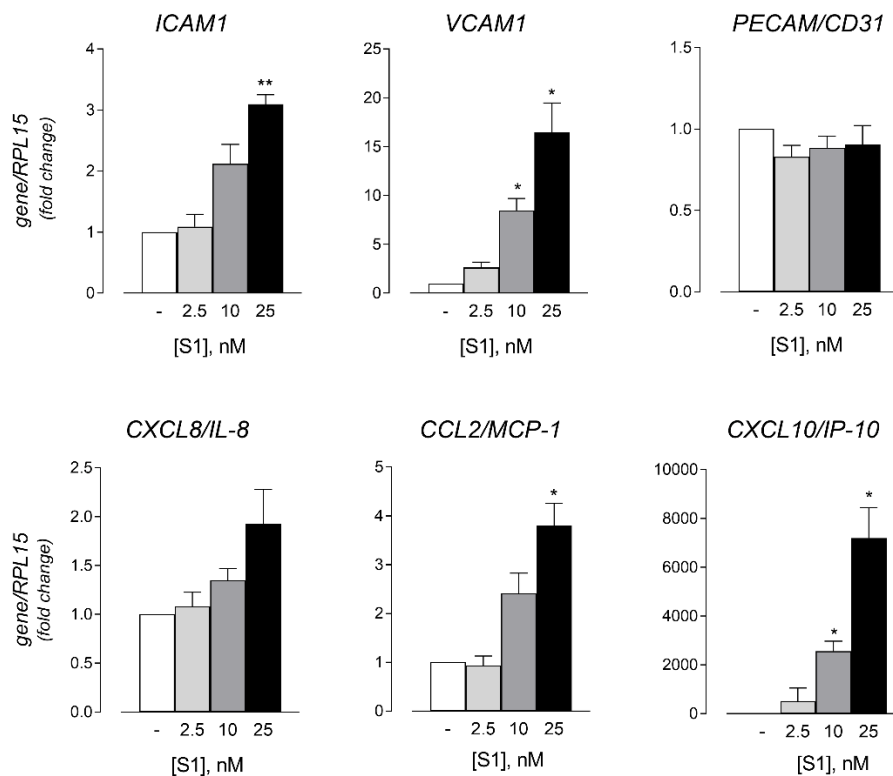 ICAM1
VCAM1
PECAM/CD31
gene/RPL15
(fold change)
4
3
2
1
0
**
- 2.5 10 25
[S1], nM
25
20
15
10
5
0
*
*
- 2.5 10 25
[S1], nM
1.5
1.0
0.5
0.0
- 2.5 10 25
[S1], nM
CXCL8/IL-8
CCL2/MCP-1
CXCL10/IP-10
gene/RPL15
(fold change)
2.5
2.0
1.5
1.0
0.5
0.0
- 2.5 10 25
[S1], nM
5
4
3
2
1
0
*
- 2.5 10 25
[S1], nM
10000
8000
6000
4000
2000
0
*
*
- 2.5 10 25
[S1], nM